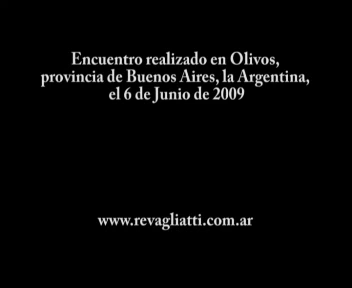 Encuentro realizado en Olivos,
provincia de Buenos Aires, la Argentina,
el 6 de Junio de 2009
www.revagliatti.com.ar